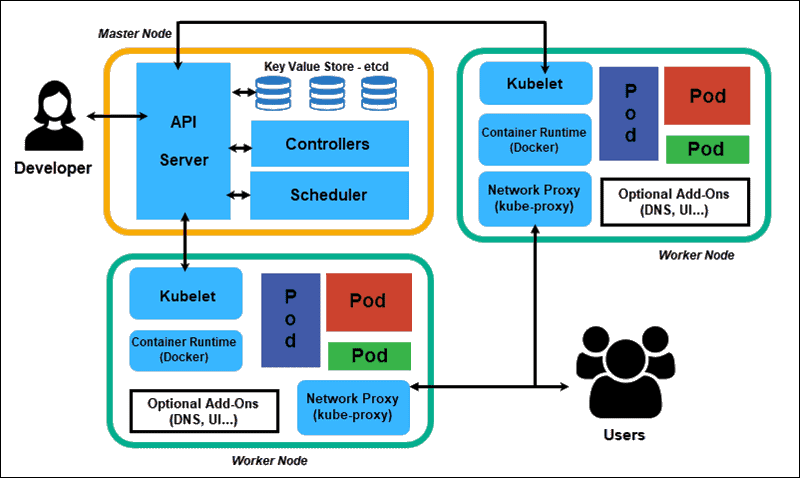 Master Node
Key Value Store - etcd
API
Server
Controllers
Scheduler
Developer
Kubelet
Container Runtime
(Docker)
Network Proxy
(kube-proxy)
P
o
d
Pod
Pod
Optional Add-Ons
(DNS, UI...)
Worker Node
Kubelet
Container Runtime
(Docker)
P
o
d
Pod
Pod
Optional Add-Ons
(DNS, UI...)
Network Proxy
(kube-proxy)
Worker Node
Users